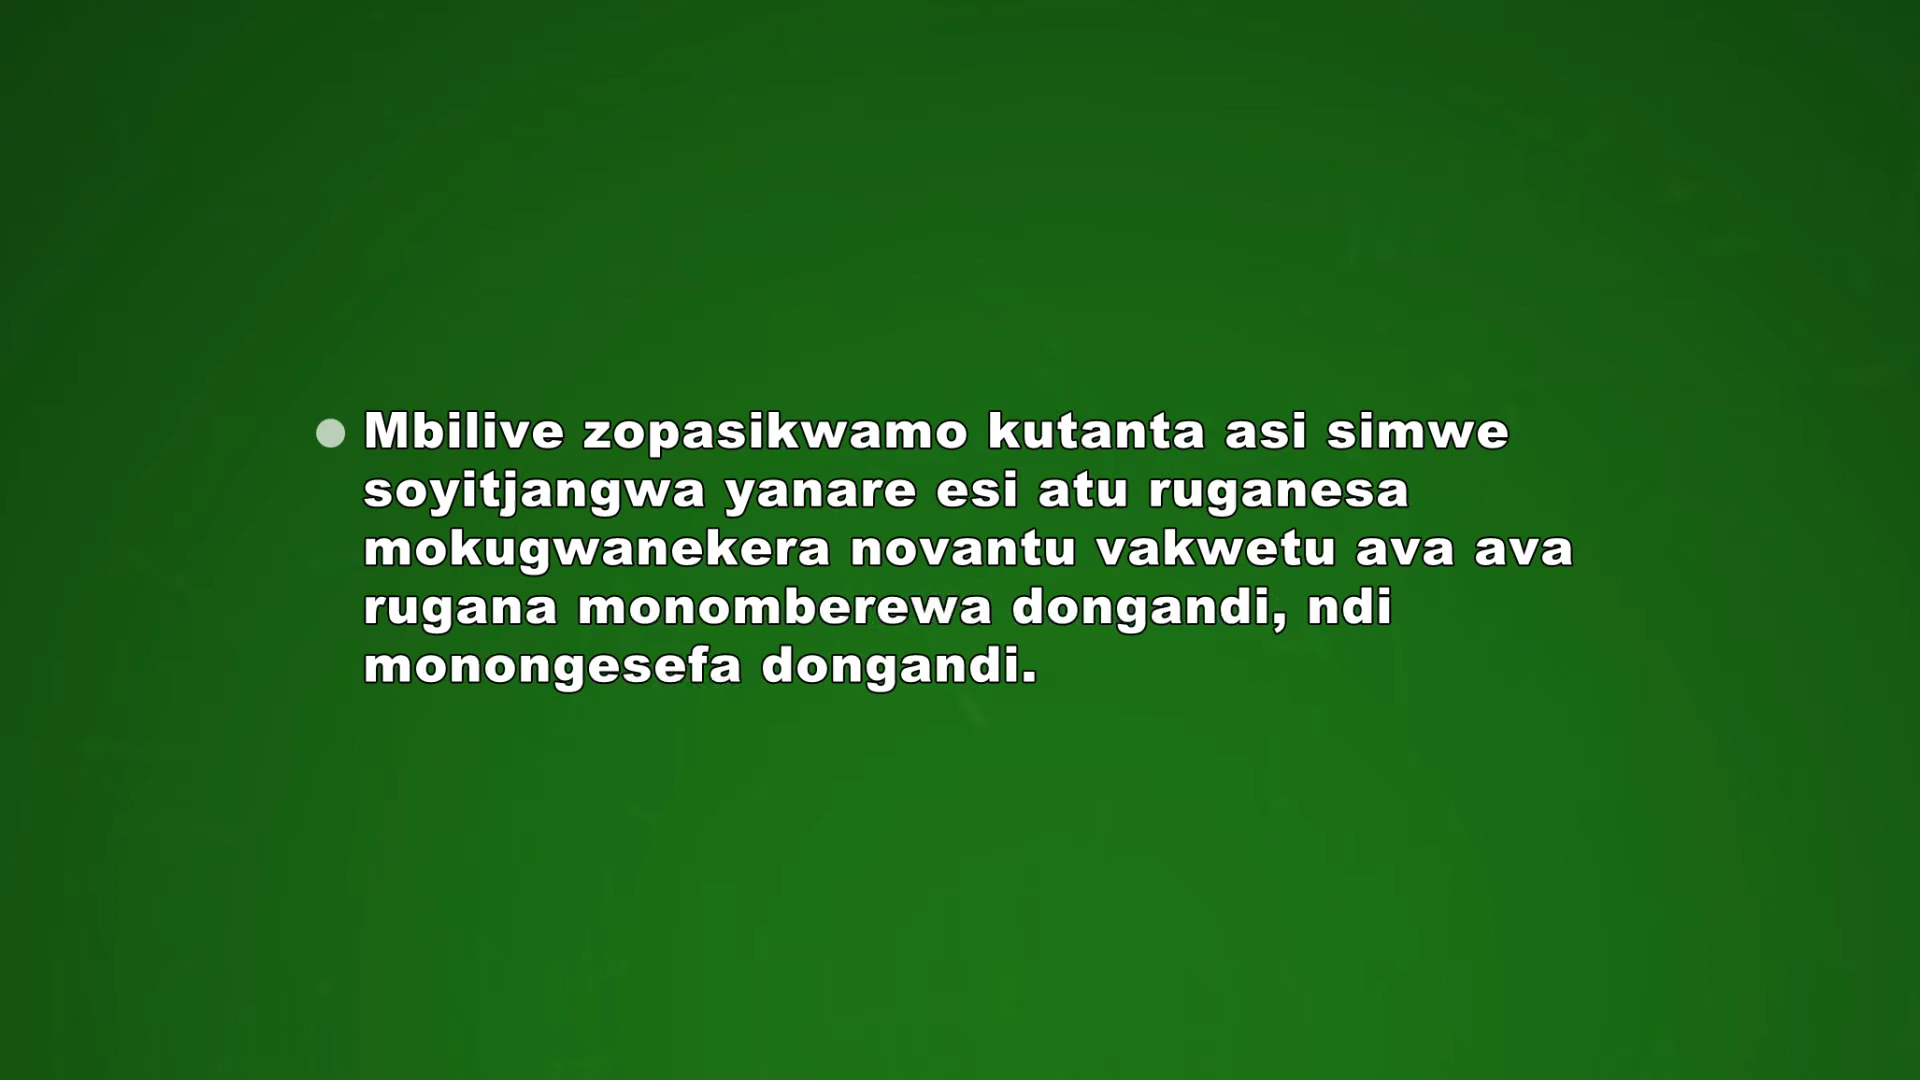 Mbilive zopasikwamo kutanta asi simwe
soyitjangwa yanare esi atu ruganesa
mokugwanekera novantu vakwetu ava ava
rugana monomberewa dongandi, ndi
monongesefa dongandi.